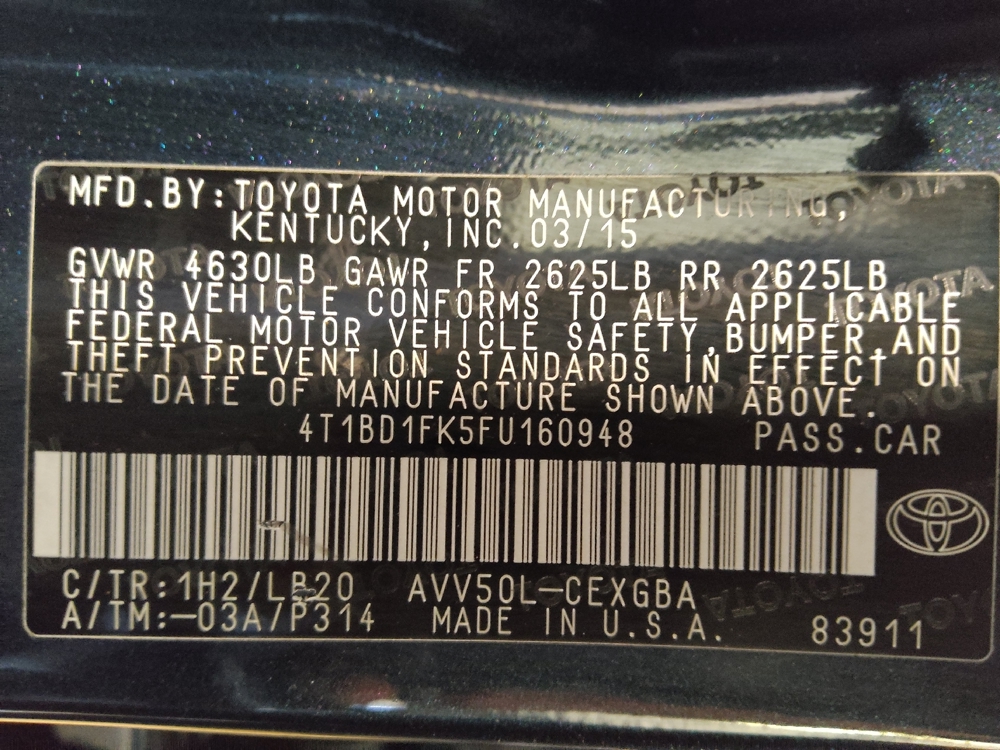 MFD.BY:TOYOTA MOTOR MANUFACTURING,
KENTUCKY,INC.03/15
GVWR 4630LB GAWR FR 2625LB RR 2625LB
THIS VEHICLE CONFORMS TO ALL APPLICABLE
FEDERAL MOTOR VEHICLE SAFETY,BUMPER,AND
THEFT PREVENTION STANDARDS IN EFFECT ON
THE DATE OF MANUFACTURE SHOWN ABOVE.
4T1BD1FK5FU160948 PASS.CAR
C/TR:1H2/LB20 AVV50L-CEXGBA
A/TM:-03A/P314 MADE IN U.S.A. 83911